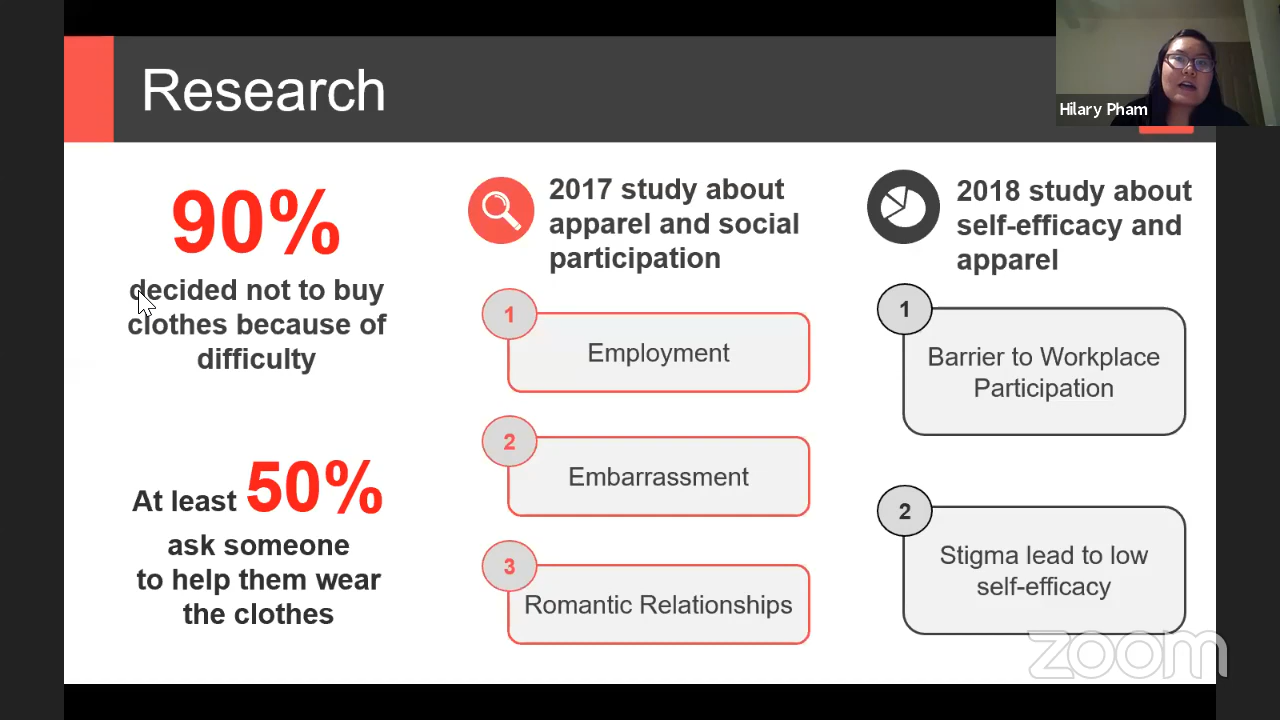 Research
Hilary Pham
90%
decided not to buy
clothes because of
difficulty
At least 50%
ask someone
to help them wear
the clothes
2017 study about
apparel and social
participation
1
Employment
2
Embarrassment
3
Romantic Relationships
2018 study about
self-efficacy and
apparel
1
Barrier to Workplace
Participation
2
Stigma lead to low
self-efficacy
zoom